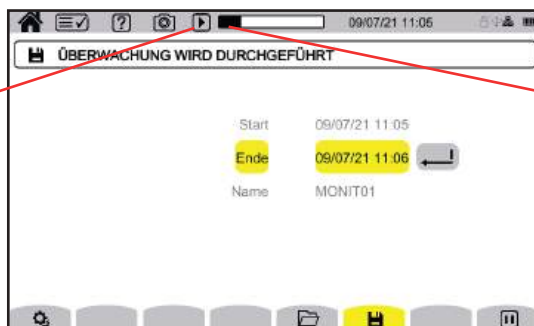 09/07/21 11:05
ÜBERWACHUNG WIRD DURCHGEFÜHRT
Start 09/07/21 11:05
Ende 09/07/21 11:06
Name MONIT01